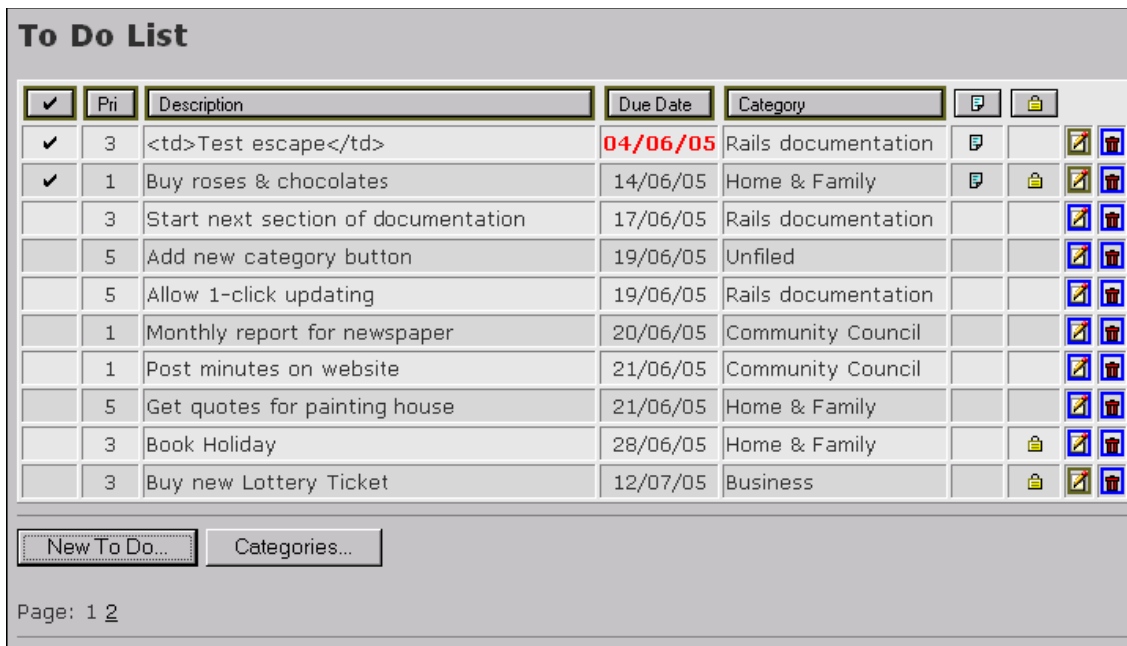 To Do List
✔ Pri Description Due Date Category
✔ 3 <td>Test escape</td> 04/06/05 Rails documentation
✔ 1 Buy roses & chocolates 14/06/05 Home & Family
3 Start next section of documentation 17/06/05 Rails documentation
5 Add new category button 19/06/05 Unfiled
5 Allow 1-click updating 19/06/05 Rails documentation
1 Monthly report for newspaper 20/06/05 Community Council
1 Post minutes on website 21/06/05 Community Council
5 Get quotes for painting house 21/06/05 Home & Family
3 Book Holiday 28/06/05 Home & Family
3 Buy new Lottery Ticket 12/07/05 Business
New To Do... Categories...
Page: 1 2